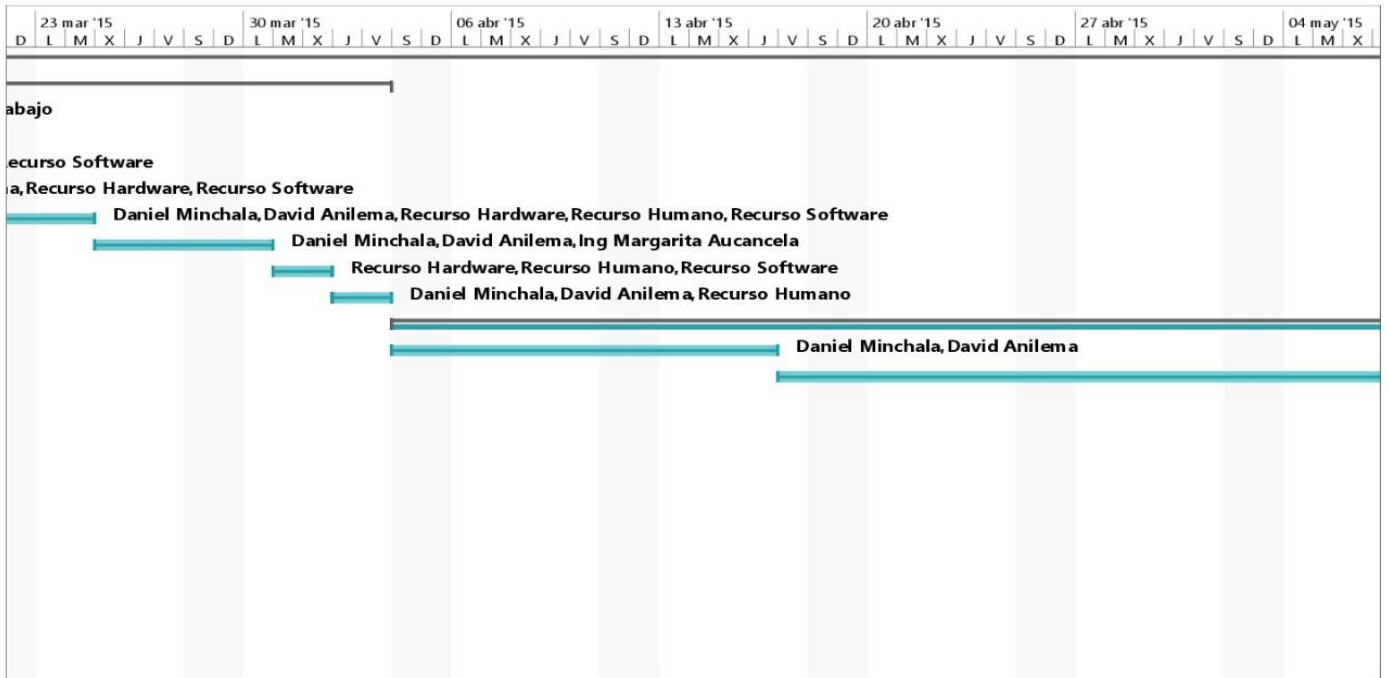 23 mar '15 30 mar '15 06 abr '15 13 abr '15 20 abr '15 27 abr '15 04 may '15
D L M X J V S D L M X J V S D L M X J V S D L M X J V S D L M X J V S D L M X J V S D L M X
abajo
ecurso Software
a,Recurso Hardware,Recurso Software
Daniel Minchala,David Anilema,Recurso Hardware,Recurso Humano,Recurso Software
Daniel Minchala,David Anilema,Ing Margarita Aucancela
Recurso Hardware,Recurso Humano,Recurso Software
Daniel Minchala,David Anilema,Recurso Humano
Daniel Minchala,David Anilema